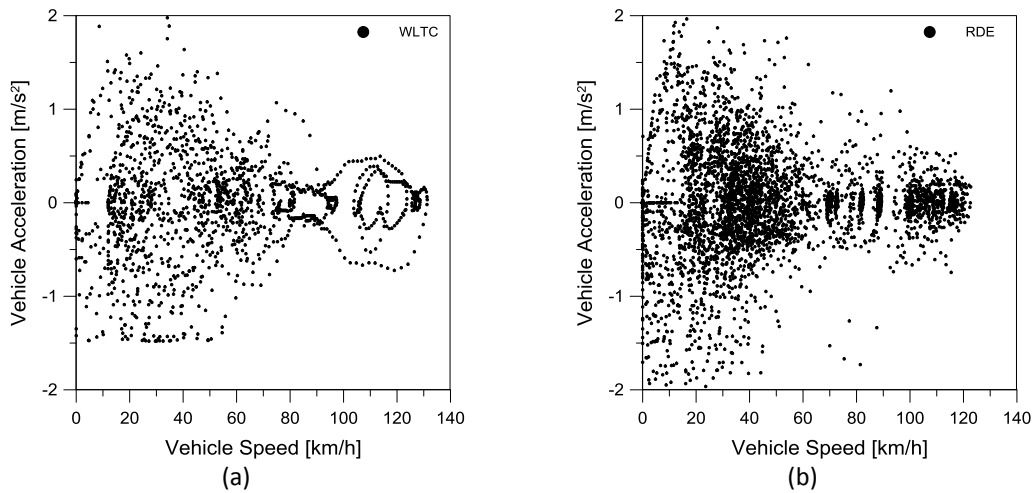 2
1
0
-1
-2
Vehicle Acceleration [m/s²]
WLTC
0 20 40 60 80 100 120 140
Vehicle Speed [km/h]
(a)
2
1
0
-1
-2
Vehicle Acceleration [m/s²]
RDE
0 20 40 60 80 100 120 140
Vehicle Speed [km/h]
(b)